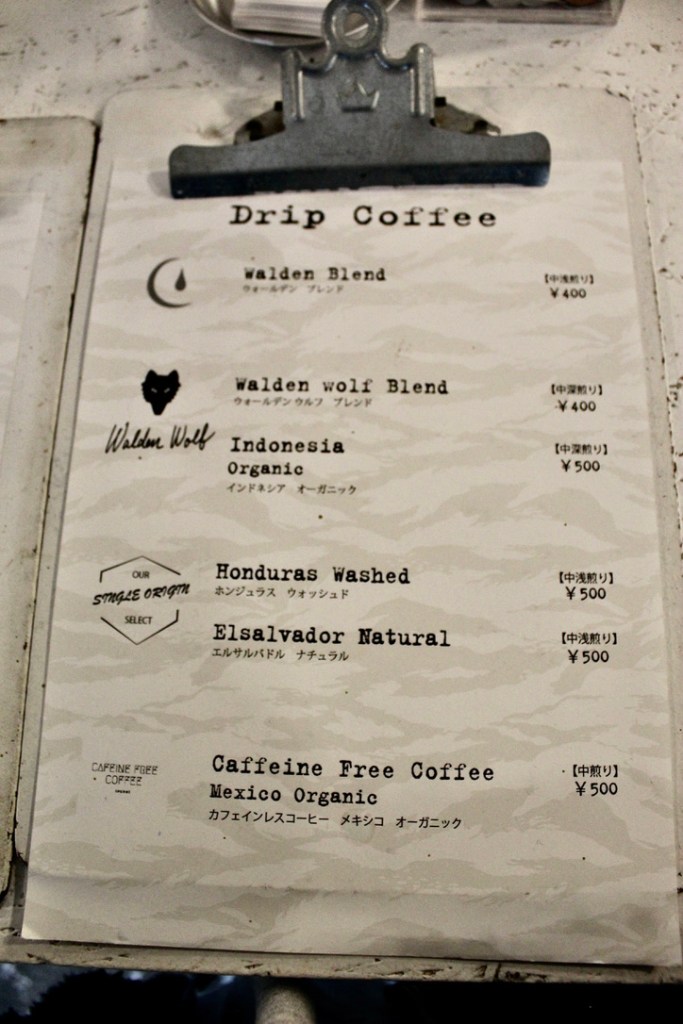 Drip Coffee
Walden Blend
ウォールデン ブレンド
【中浅煎り】
¥400
Walden wolf Blend
ウォールデン ウルフ ブレンド
【中深煎り】
¥400
Walden Wolf
Indonesia
Organic
インドネシア オーガニック
【中深煎り】
¥500
OUR
SINGLE ORIGIN
SELECT
Honduras Washed
ホンジュラス ウォッシュド
【中浅煎り】
¥500
Elsalvador Natural
エルサルバドル ナチュラル
【中浅煎り】
¥500
CAFEINE FREE
COFFEE
Caffeine Free Coffee
Mexico Organic
カフェインレスコーヒー メキシコ オーガニック
【中煎り】
¥500